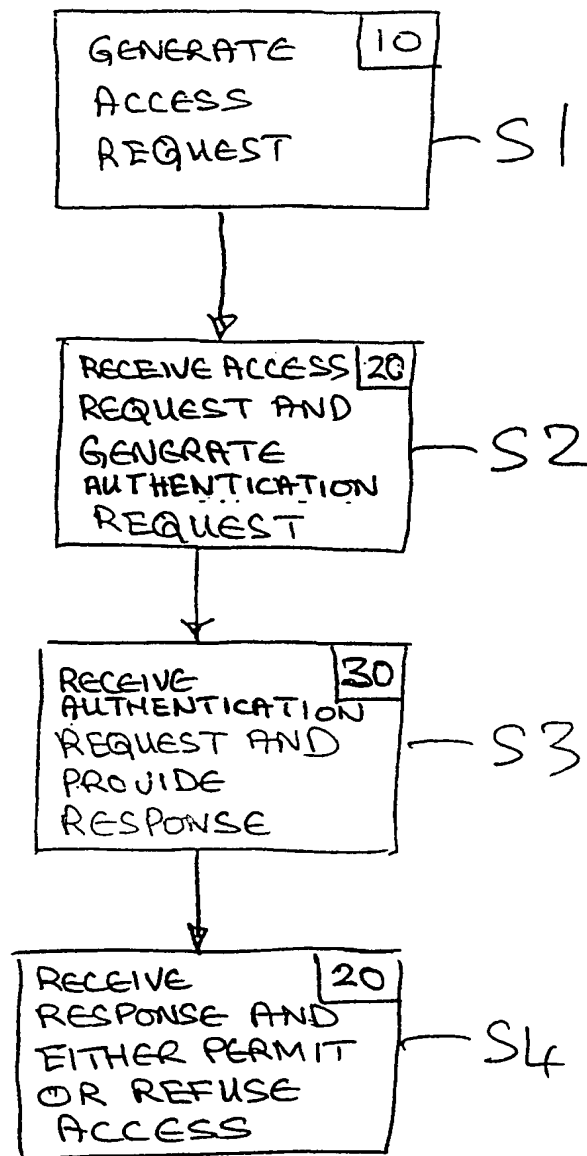 GENERATE 10
ACCESS
REQUEST
S1
RECEIVE ACCESS 20
REQUEST AND
GENERATE
AUTHENTICATION
REQUEST
S2
RECEIVE 30
AUTHENTICATION
REQUEST AND
PROVIDE
RESPONSE
S3
RECEIVE 20
RESPONSE AND
EITHER PERMIT
OR REFUSE
ACCESS
S4